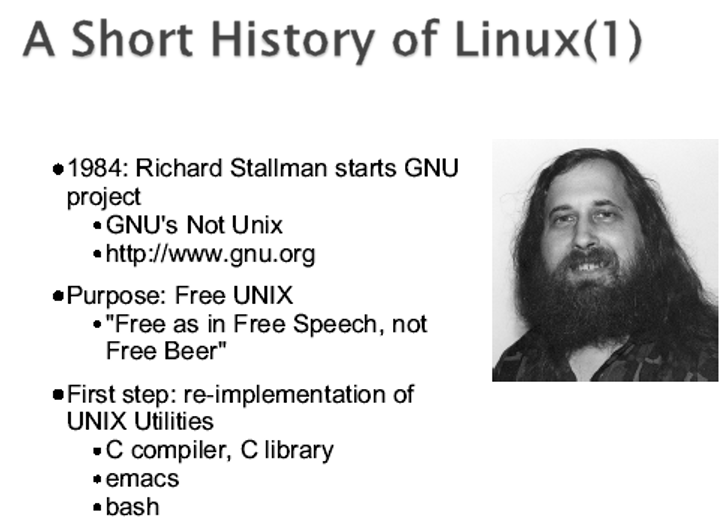 A Short History of Linux(1)
•1984: Richard Stallman starts GNU
project
•GNU's Not Unix
•http://www.gnu.org
•Purpose: Free UNIX
•"Free as in Free Speech, not
Free Beer"
•First step: re-implementation of
UNIX Utilities
•C compiler, C library
•emacs
•bash